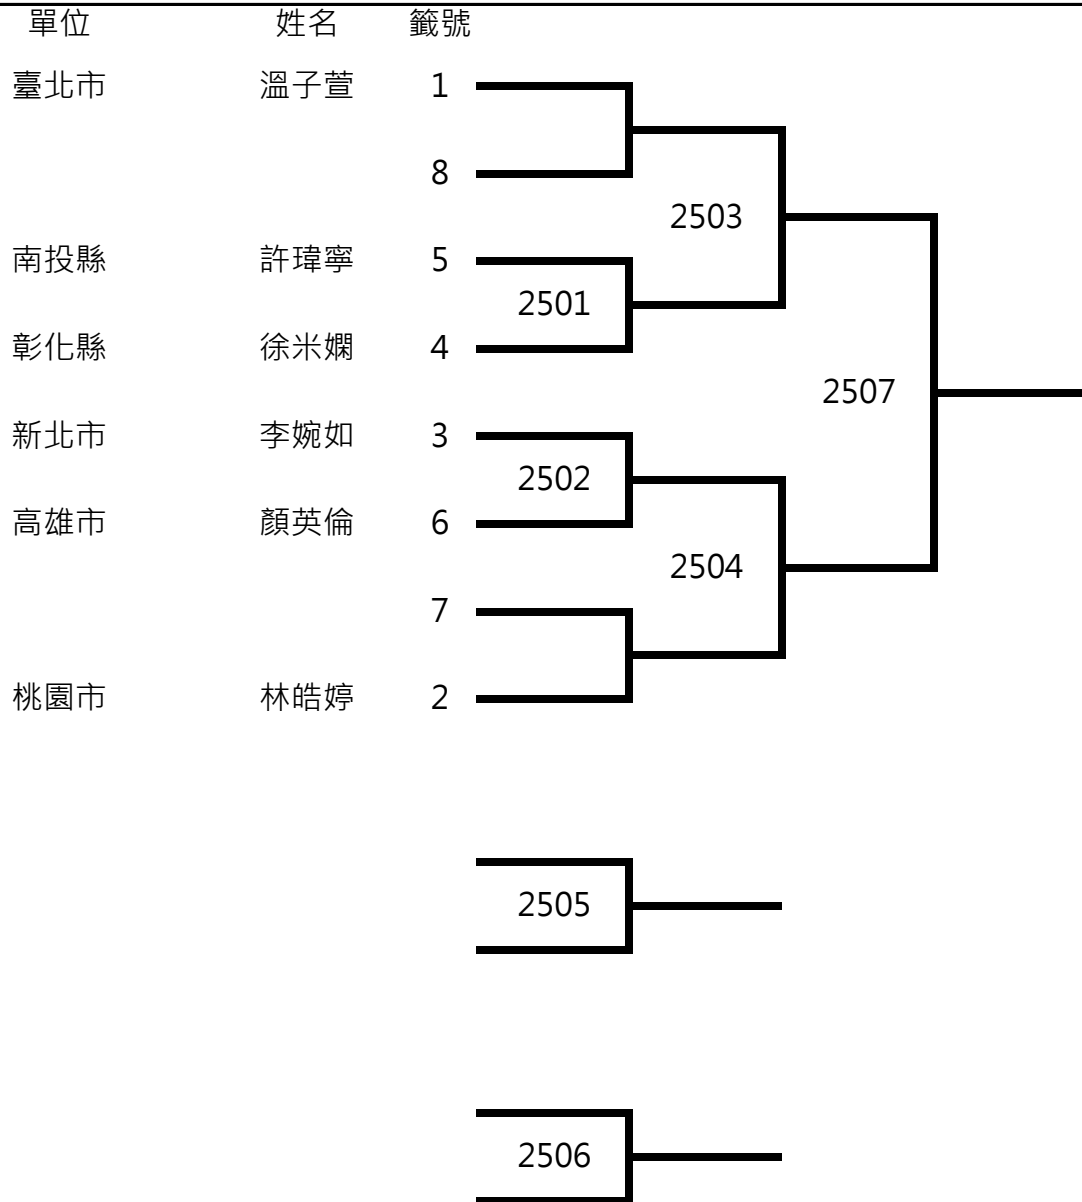 單位 姓名 籤號
臺北市 溫子萱 1
8
2503
南投縣 許瑋寧 5
2501
彰化縣 徐米嫻 4
2507
新北市 李婉如 3
2502
高雄市 顏英倫 6
2504
7
桃園市 林皓婷 2
2505
2506